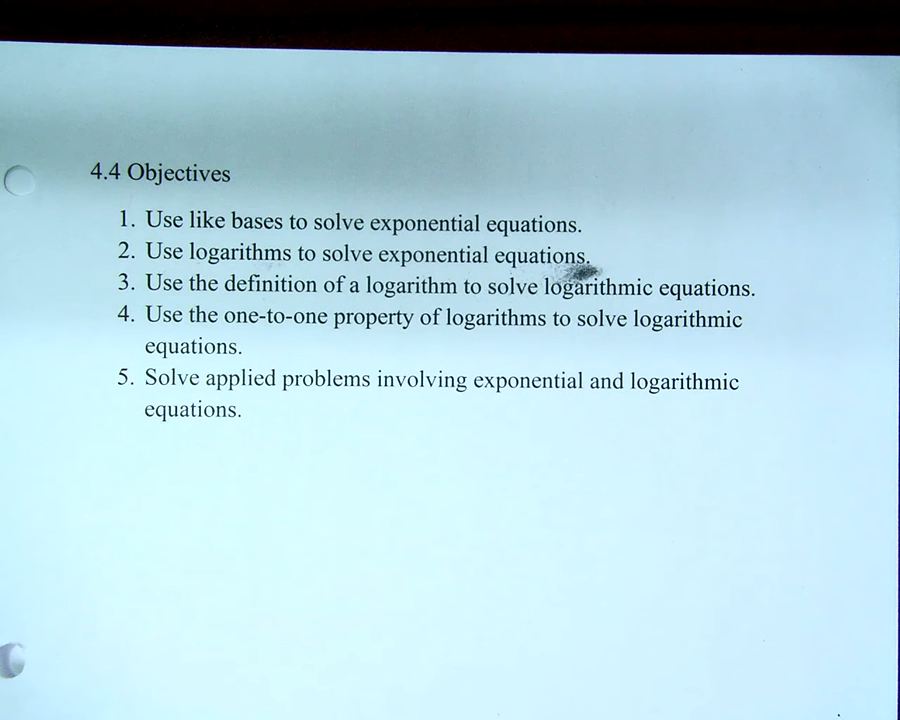 4.4 Objectives
1. Use like bases to solve exponential equations.
2. Use logarithms to solve exponential equations.
3. Use the definition of a logarithm to solve logarithmic equations.
4. Use the one-to-one property of logarithms to solve logarithmic
equations.
5. Solve applied problems involving exponential and logarithmic
equations.